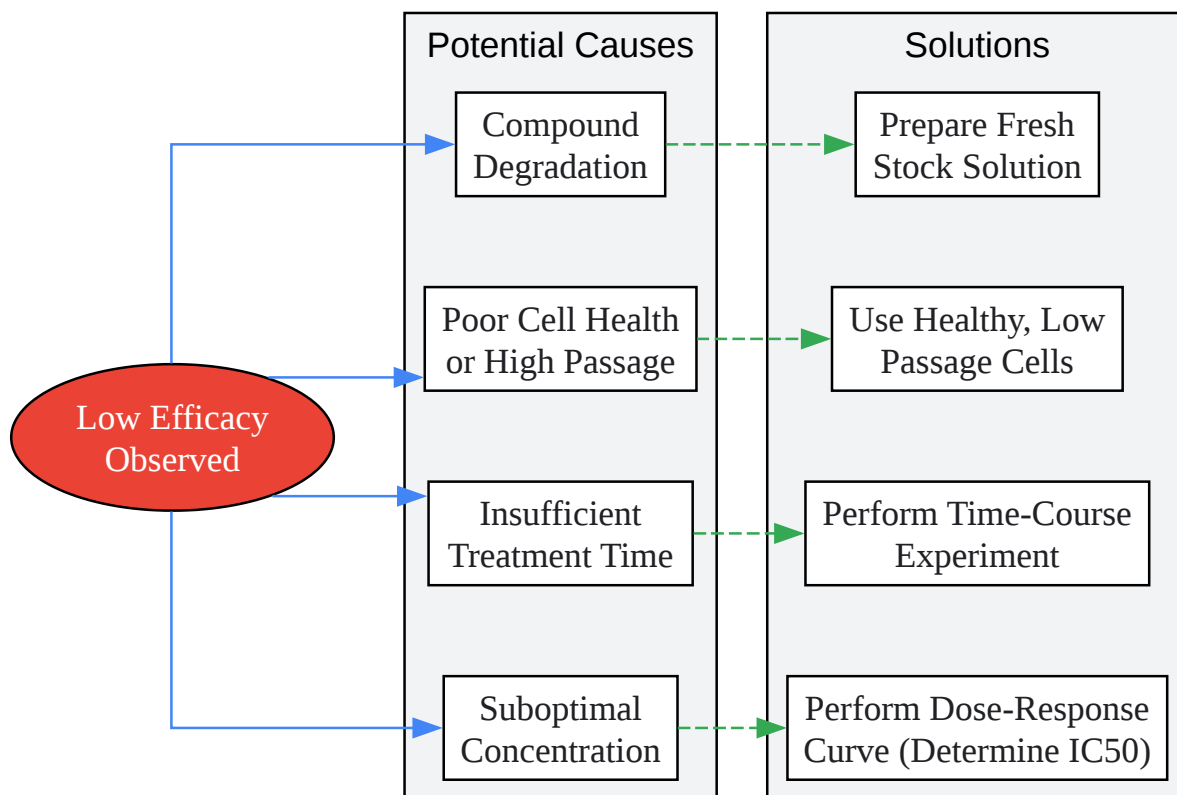 Potential Causes
Solutions
Compound
Degradation
Prepare Fresh
Stock Solution
Poor Cell Health
or High Passage
Use Healthy, Low
Passage Cells
Low Efficacy
Observed
Insufficient
Treatment Time
Perform Time-Course
Experiment
Suboptimal
Concentration
Perform Dose-Response
Curve (Determine IC50)